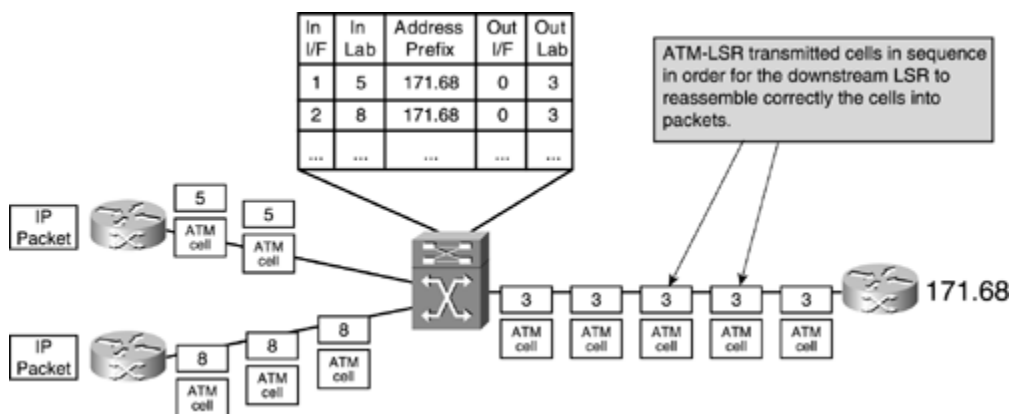 In I/F In Lab Address Prefix Out I/F Out Lab
1 5 171.68 0 3
2 8 171.68 0 3
... ... ... ... ...
ATM-LSR transmitted cells in sequence
in order for the downstream LSR to
reassemble correctly the cells into
packets.
IP
Packet
5
ATM
cell
5
ATM
cell
IP
Packet
8
ATM
cell
8
ATM
cell
8
ATM
cell
3
ATM
cell
3
ATM
cell
3
ATM
cell
3
ATM
cell
3
ATM
cell
171.68